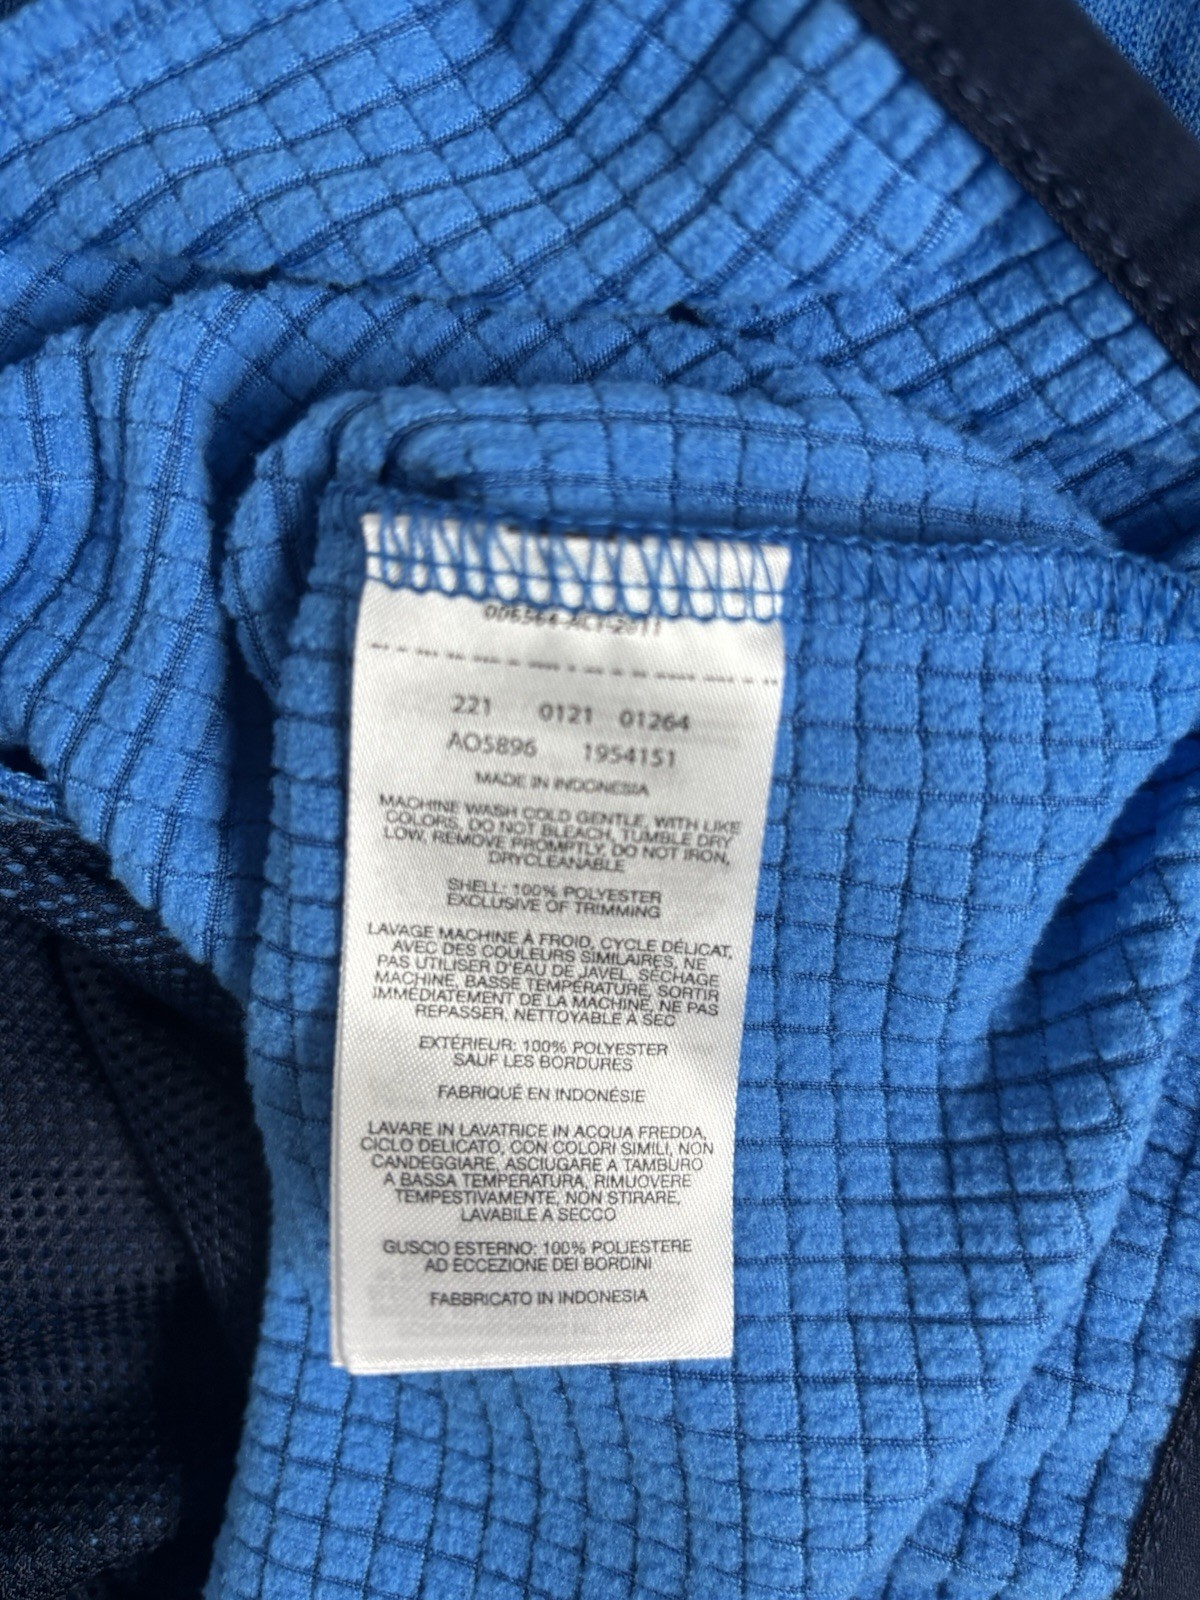 221 0121 01264
AO5896 1954151
MADE IN INDONESIA
MACHINE WASH COLD GENTLE, WITH LIKE
COLORS, DO NOT BLEACH, TUMBLE DRY
LOW, REMOVE PROMPTLY, DO NOT IRON,
DRYCLEANABLE
SHELL: 100% POLYESTER
EXCLUSIVE OF TRIMMING
LAVAGE MACHINE À FROID, CYCLE DÉLICAT,
AVEC DES COULEURS SIMILAIRES, NE
PAS UTILISER D'EAU DE JAVEL, SÉCHAGE
MACHINE, BASSE TEMPÉRATURE, SORTIR
IMMÉDIATEMENT DE LA MACHINE, NE PAS
REPASSER, NETTOYABLE A SEC
EXTÉRIEUR: 100% POLYESTER
SAUF LES BORDURES
FABRIQUÉ EN INDONÉSIE
LAVARE IN LAVATRICE IN ACQUA FREDDA,
CICLO DELICATO, CON COLORI SIMILI, NON
CANDEGGIARE, ASCIUGARE A TAMBURO
A BASSA TEMPERATURA, RIMUOVERE
TEMPESTIVAMENTE, NON STIRARE,
LAVABILE A SECCO
GUSCIO ESTERNO: 100% POLIESTERE
AD ECCEZIONE DEI BORDINI
FABBRICATO IN INDONESIA